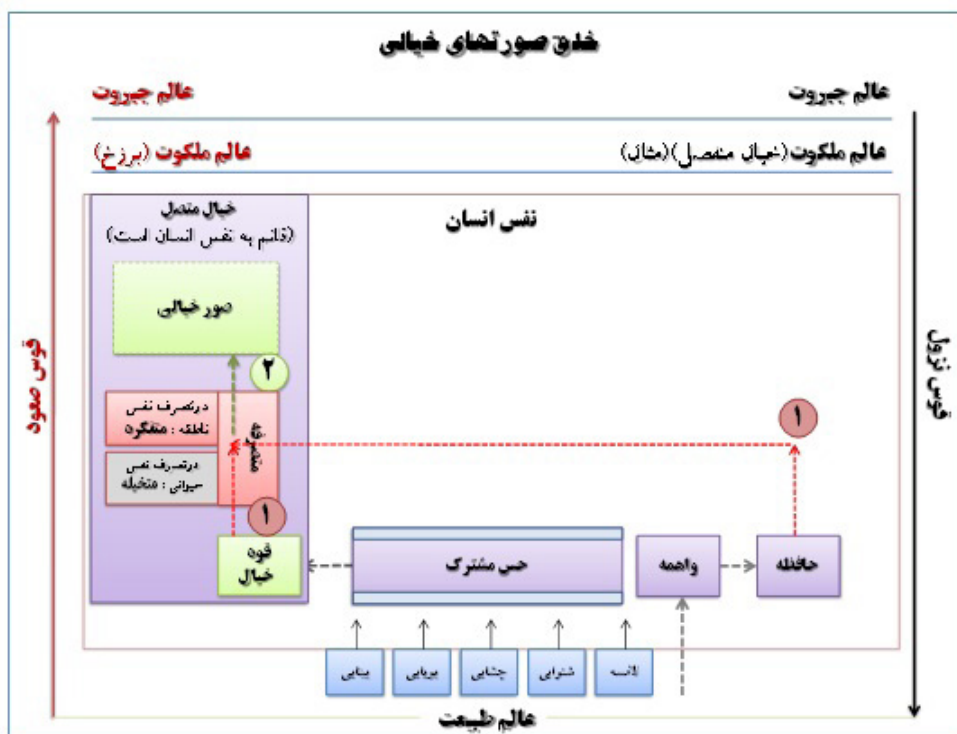 خلق صورتهای خیالی
عالم جبروت
عالم جبروت
عالم ملکوت (خیال منفصل)(مثال)
عالم ملکوت (برزخ)
نفس انسان
خیال متصل
(قائم به نفس انسان است)
صور خیالی
۲
در تصرف نفس
ناطقه : متفکره
در تصرف نفس
حیوانی : متخیله
متصرفه
۱
۱
قوس نزول
قوس صعود
حافظه
واهمه
حس مشترک
قوه
خیال
لامسه
شنوایی
چشایی
بویایی
بینایی
عالم طبیعت